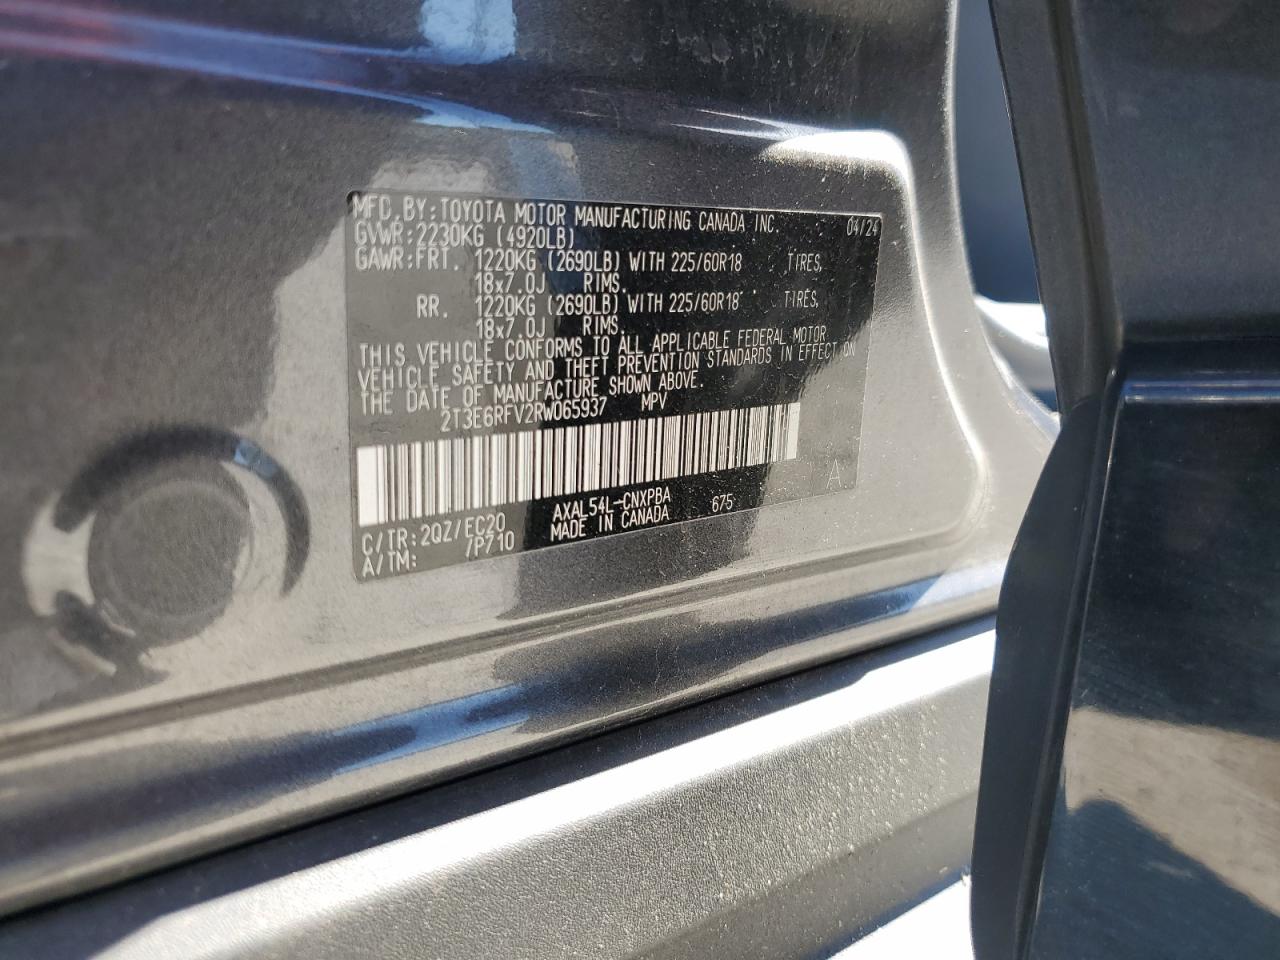 MFD.BY:TOYOTA MOTOR MANUFACTURING CANADA INC. 04/24
GVWR:2230KG (4920LB)
GAWR:FRT. 1220KG (2690LB) WITH 225/60R18 TIRES,
18x7.0J RIMS.
RR. 1220KG (2690LB) WITH 225/60R18 TIRES,
18x7.0J RIMS.
THIS VEHICLE CONFORMS TO ALL APPLICABLE FEDERAL MOTOR
VEHICLE SAFETY AND THEFT PREVENTION STANDARDS IN EFFECT ON
THE DATE OF MANUFACTURE SHOWN ABOVE.
2T3E6RFV2RW065937 MPV
C/TR:2QZ/EC20 AXAL54L-CNXPBA 675 A
A/TM: /P710 MADE IN CANADA